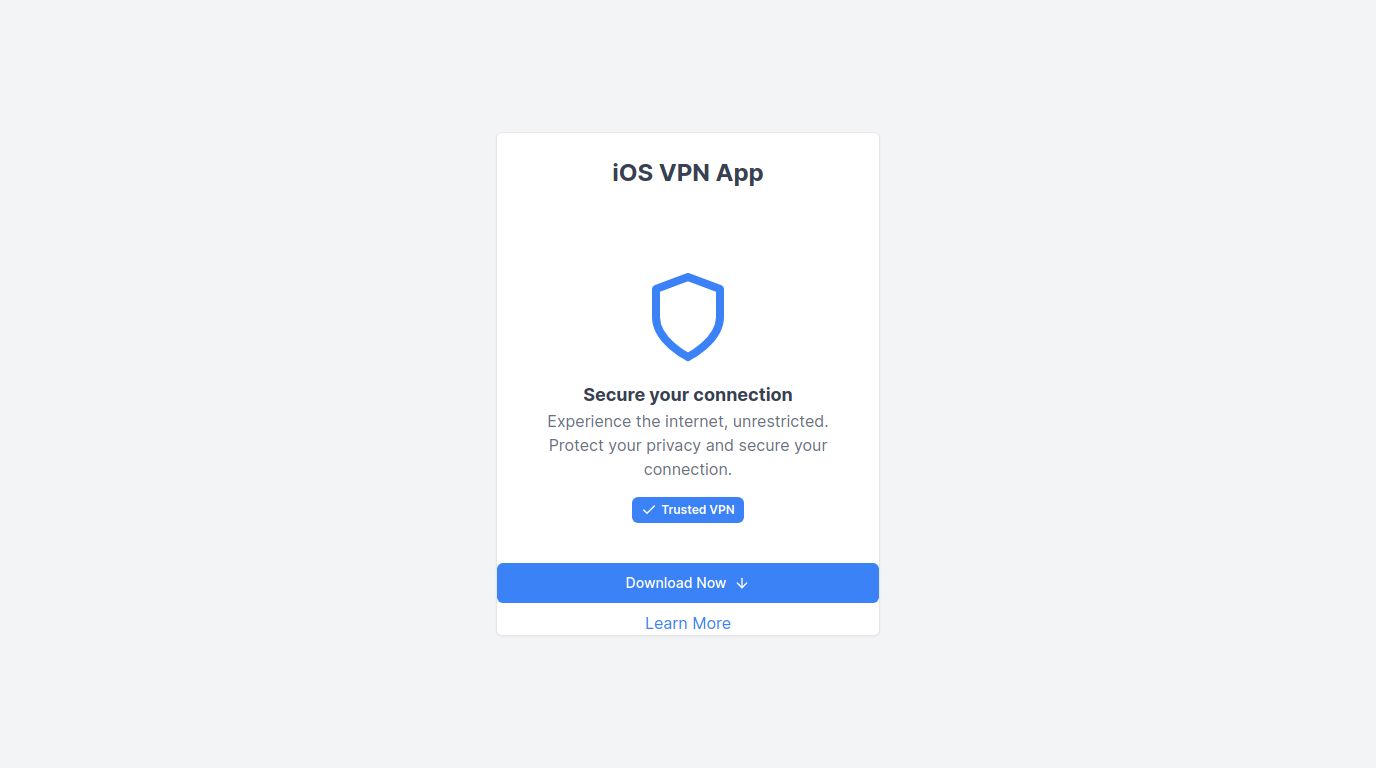 iOS VPN App
Secure your connection
Experience the internet, unrestricted.
Protect your privacy and secure your
connection.
Trusted VPN
Download Now
Learn More